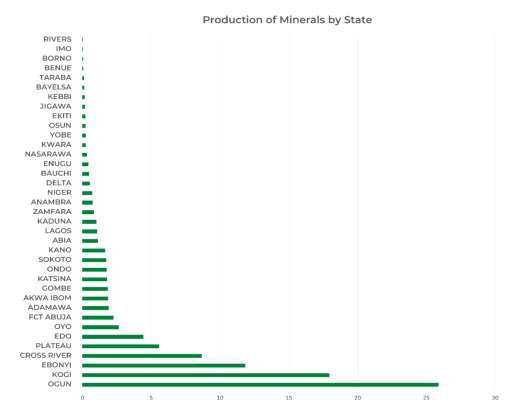 Production of Minerals by State
RIVERS
IMO
BORNO
BENUE
TARABA
BAYELSA
KEBBI
JIGAWA
EKITI
OSUN
YOBE
KWARA
NASARAWA
ENUGU
BAUCHI
DELTA
NIGER
ANAMBRA
ZAMFARA
KADUNA
LAGOS
ABIA
KANO
SOKOTO
ONDO
KATSINA
GOMBE
AKWA IBOM
ADAMAWA
FCT ABUJA
OYO
EDO
PLATEAU
CROSS RIVER
EBONYI
KOGI
OGUN
0 5 10 15 20 25 30